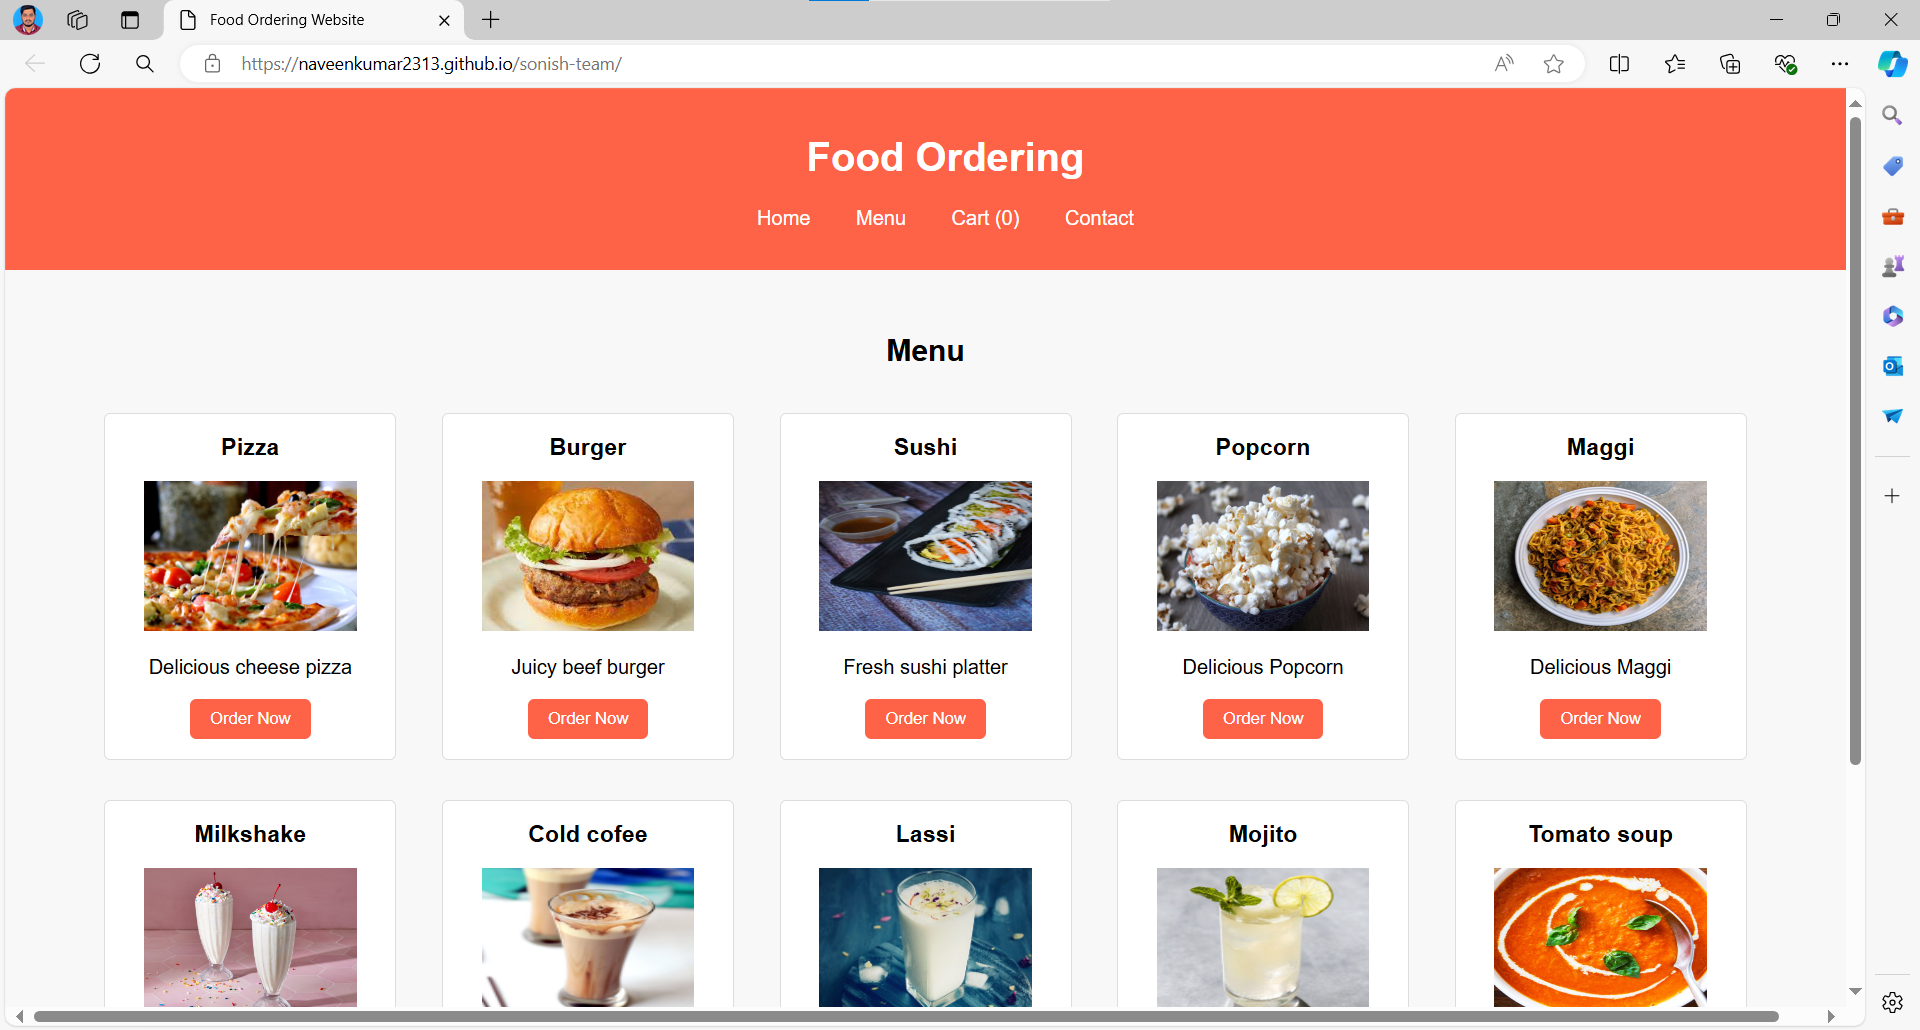 Food Ordering Website
https://naveenkumar2313.github.io/sonish-team/
Food Ordering
Home Menu Cart (0) Contact
Menu
Pizza
Delicious cheese pizza
Order Now
Burger
Juicy beef burger
Order Now
Sushi
Fresh sushi platter
Order Now
Popcorn
Delicious Popcorn
Order Now
Maggi
Delicious Maggi
Order Now
Milkshake
Cold cofee
Lassi
Mojito
Tomato soup